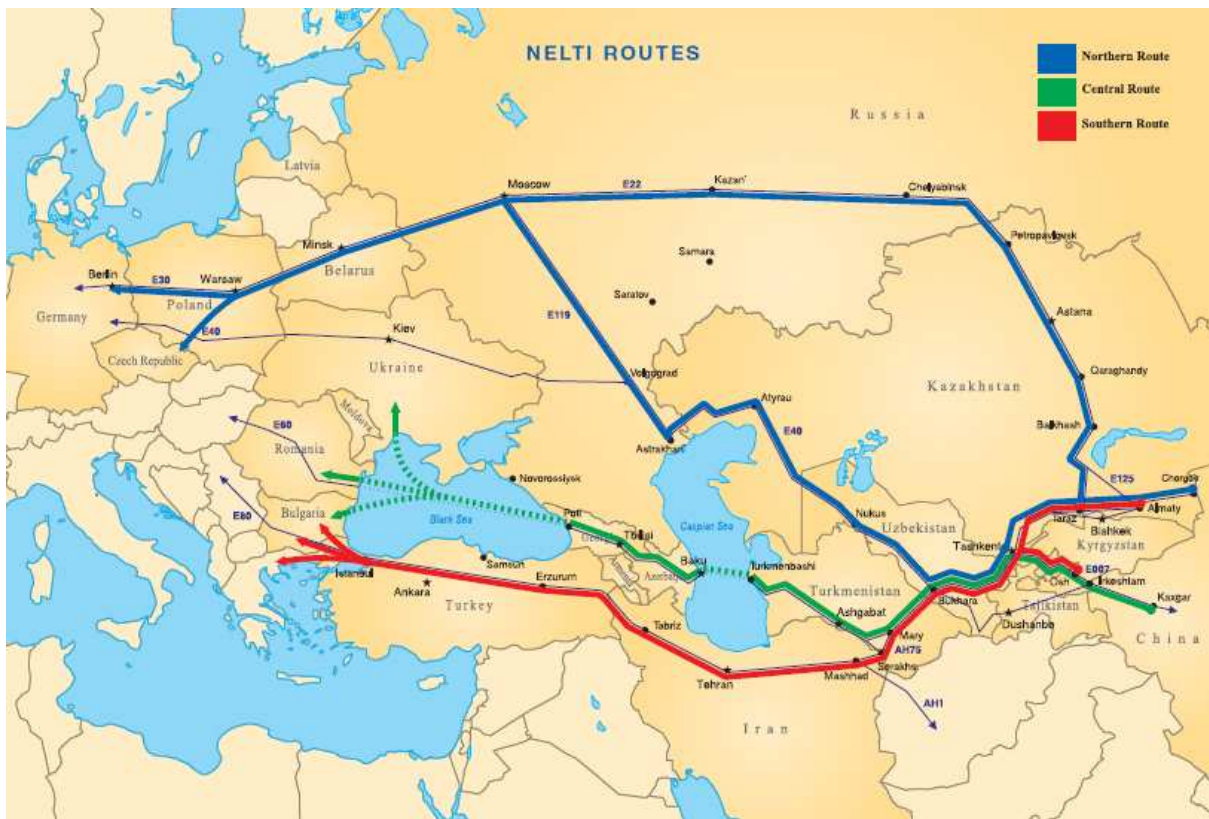 NELTI ROUTES
Northern Route
Central Route
Southern Route
Russia
Latvia
Moscow
E22
Kazan'
Chelyabinsk
Minsk
Belarus
Samara
Petropavlovsk
Berlin
E30
Warsaw
Poland
Saratov
Germany
E40
Kiev
E119
Astana
Czech Republic
Ukraine
Volgograd
Kazakhstan
Qaraghandy
Moldova
Atyrau
E60
Romania
Astrakhan
E40
Balkhash
Novorossiysk
E125
Chorgos
E80
Bulgaria
Black Sea
Poti
Caspian Sea
Nukus
Uzbekistan
Taraz
Almaty
Bishkek
Georgia
Tbilisi
Tashkent
Kyrgyzstan
Istanbul
Samsun
Armenia
Azerbaijan
Baku
Turkmenbashi
E007
Osh
Irkeshtam
Ankara
Erzurum
Turkmenistan
Bukhara
Tajikistan
Kaxgar
Turkey
Ashgabat
Dushanbe
Tabriz
Mary
China
AH75
Serakhs
Tehran
Mashhad
AH1
Iran